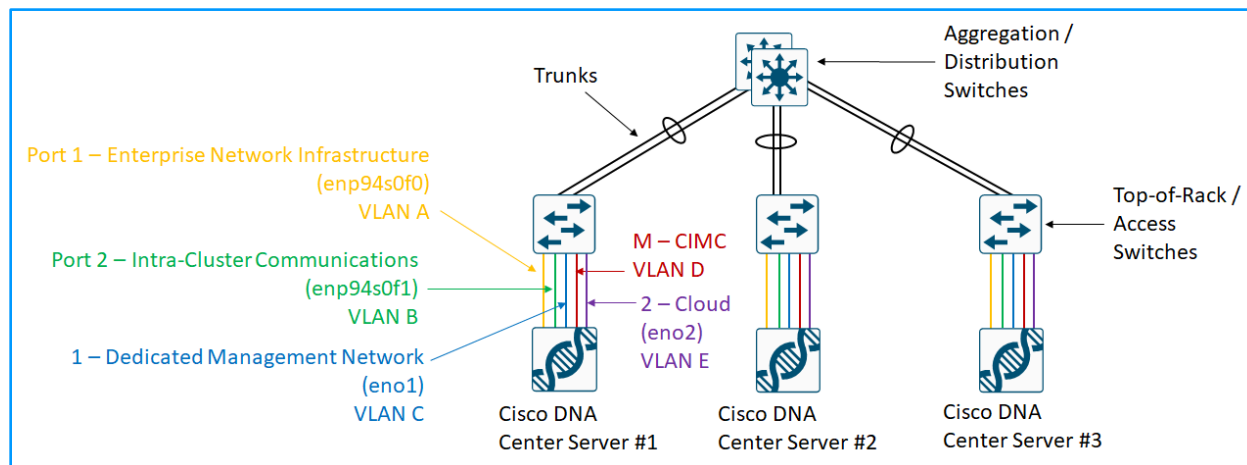 Aggregation /
Distribution
Switches
Trunks
Port 1 – Enterprise Network Infrastructure
(enp94s0f0)
VLAN A
Port 2 – Intra-Cluster Communications
(enp94s0f1)
VLAN B
1 – Dedicated Management Network
(eno1)
VLAN C
M – CIMC
VLAN D
2 – Cloud
(eno2)
VLAN E
Top-of-Rack /
Access
Switches
Cisco DNA
Center Server #1
Cisco DNA
Center Server #2
Cisco DNA
Center Server #3